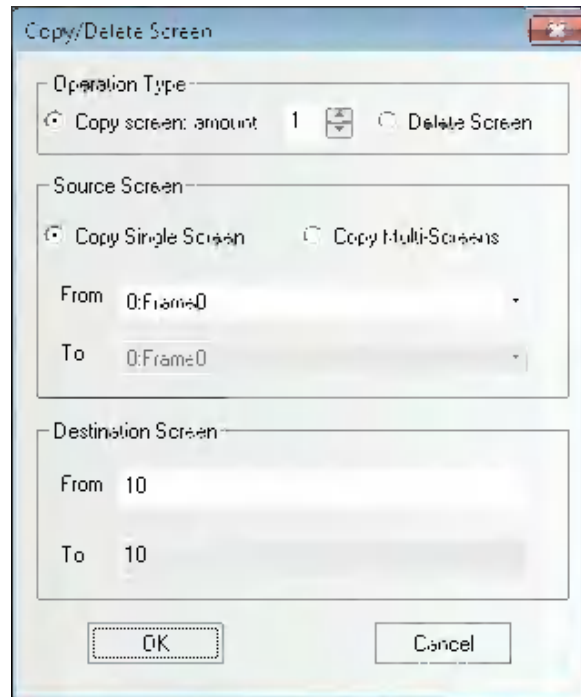 Copy/Delete Screen
Operation Type
Copy screen: amount 1 Delete Screen
Source Screen
Copy Single Screen Copy Multi-Screens
From 0:Frame0
To 0:Frame0
Destination Screen
From 10
To 10
OK Cancel